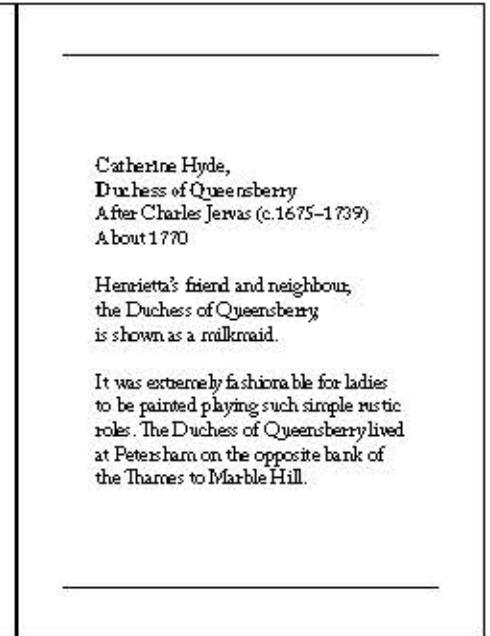 Catherine Hyde,
Duchess of Queensberry
After Charles Jervas (c.1675–1739)
About 1770
Henrietta's friend and neighbour,
the Duchess of Queensberry,
is shown as a milkmaid.
It was extremely fashionable for ladies
to be painted playing such simple rustic
roles. The Duchess of Queensberry lived
at Petersham on the opposite bank of
the Thames to Marble Hill.